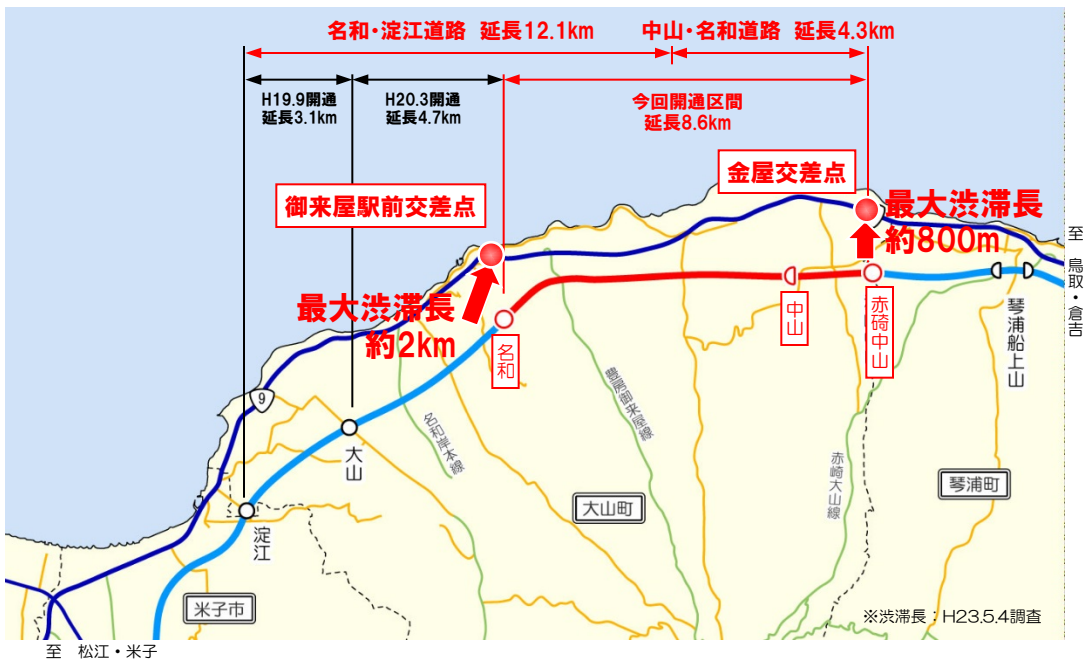 名和・淀江道路 延長12.1km
中山・名和道路 延長4.3km
H19.9開通
延長3.1km
H20.3開通
延長4.7km
今回開通区間
延長8.6km
金屋交差点
御来屋駅前交差点
最大渋滞長
約800m
至 鳥取・倉吉
最大渋滞長
約2km
名和
中山
赤碕中山
琴浦船上山
9
大山
名和岸本線
豊房御来屋線
赤崎大山線
琴浦町
大山町
淀江
米子市
※渋滞長：H23.5.4調査
至 松江・米子